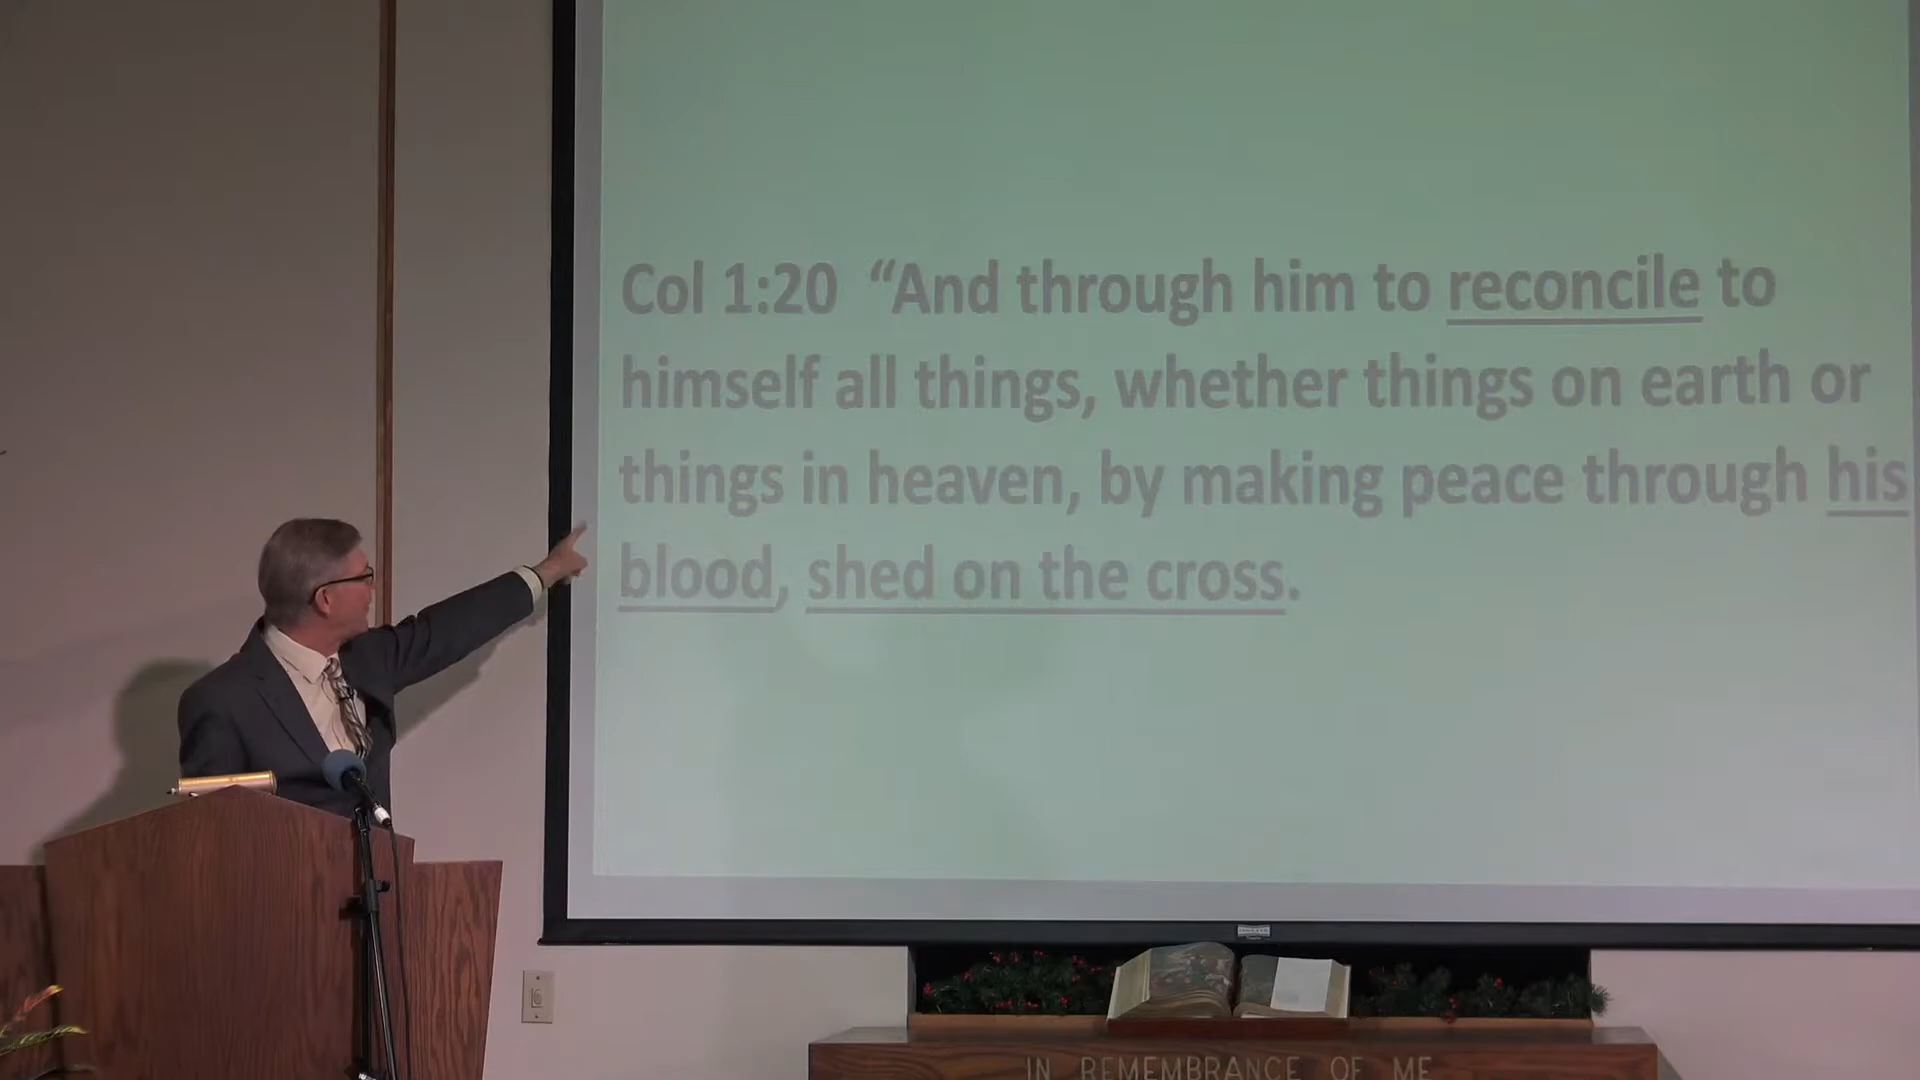 Col 1:20 “And through him to reconcile to
himself all things, whether things on earth or
things in heaven, by making peace through his
blood, shed on the cross.
IN REMEMBRANCE OF ME